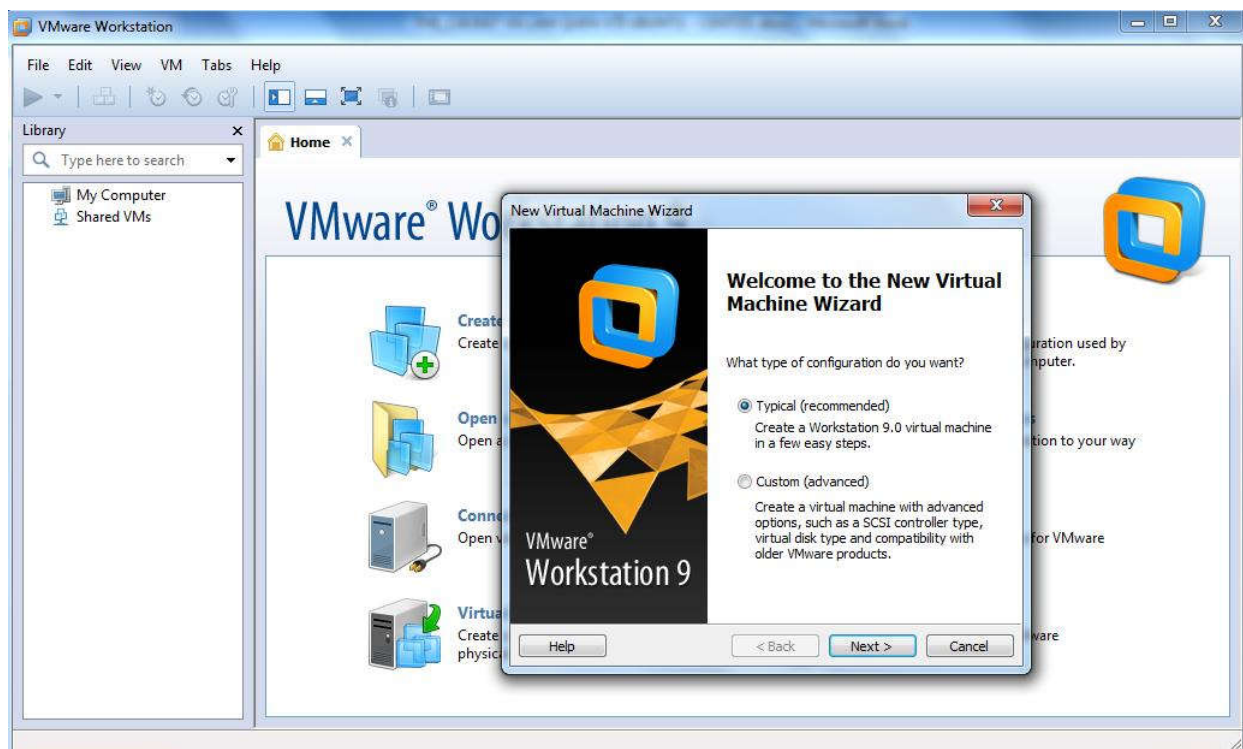 VMware Workstation
File Edit View VM Tabs Help
Library
Type here to search
My Computer
Shared VMs
Home
VMware® Wo
Create
Create
uration used by
mputer.
Open
Open a
tion to your way
Conne
Open v
for VMware
Virtua
Create
physica
ware
New Virtual Machine Wizard
VMware®
Workstation 9
Welcome to the New Virtual
Machine Wizard
What type of configuration do you want?
Typical (recommended)
Create a Workstation 9.0 virtual machine
in a few easy steps.
Custom (advanced)
Create a virtual machine with advanced
options, such as a SCSI controller type,
virtual disk type and compatibility with
older VMware products.
Help
< Back
Next >
Cancel